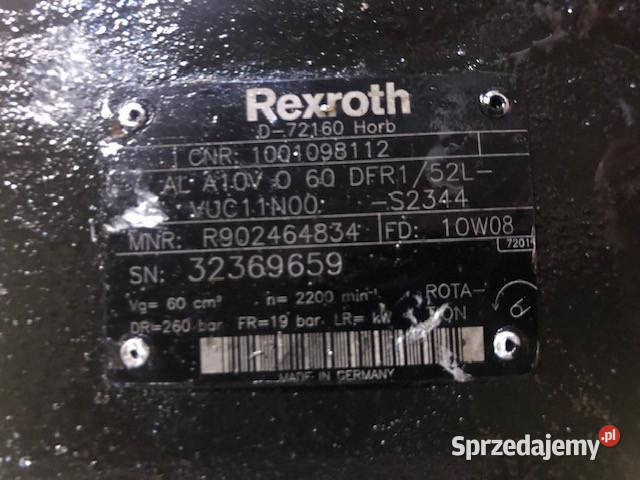 Rexroth
D-72160 Horb
CNR: 1001098112
AL A10V O 60 DFR1/52L-
VUC11N00 -S2344
MNR: R902464834 FD: 10W08
7201
SN: 32369659
Vg= 60 cm³ n= 2200 min⁻¹ ROTA-
DR=260 bar FR=19 bar LR= kW TION
MADE IN GERMANY
Sprzedajemy.pl